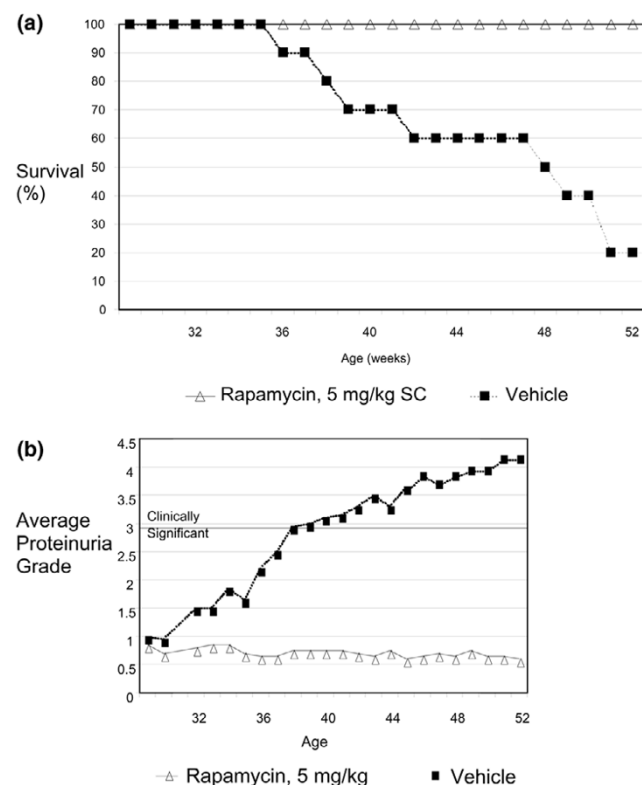 (a)
100
90
80
70
60
50
40
30
20
10
0
Survival
(%)
32 36 40 44 48 52
Age (weeks)
Rapamycin, 5 mg/kg SC Vehicle
(b)
4.5
4
3.5
3
2.5
2
1.5
1
0.5
0
Average
Proteinuria
Grade
Clinically
Significant
32 36 40 44 48 52
Age
Rapamycin, 5 mg/kg Vehicle